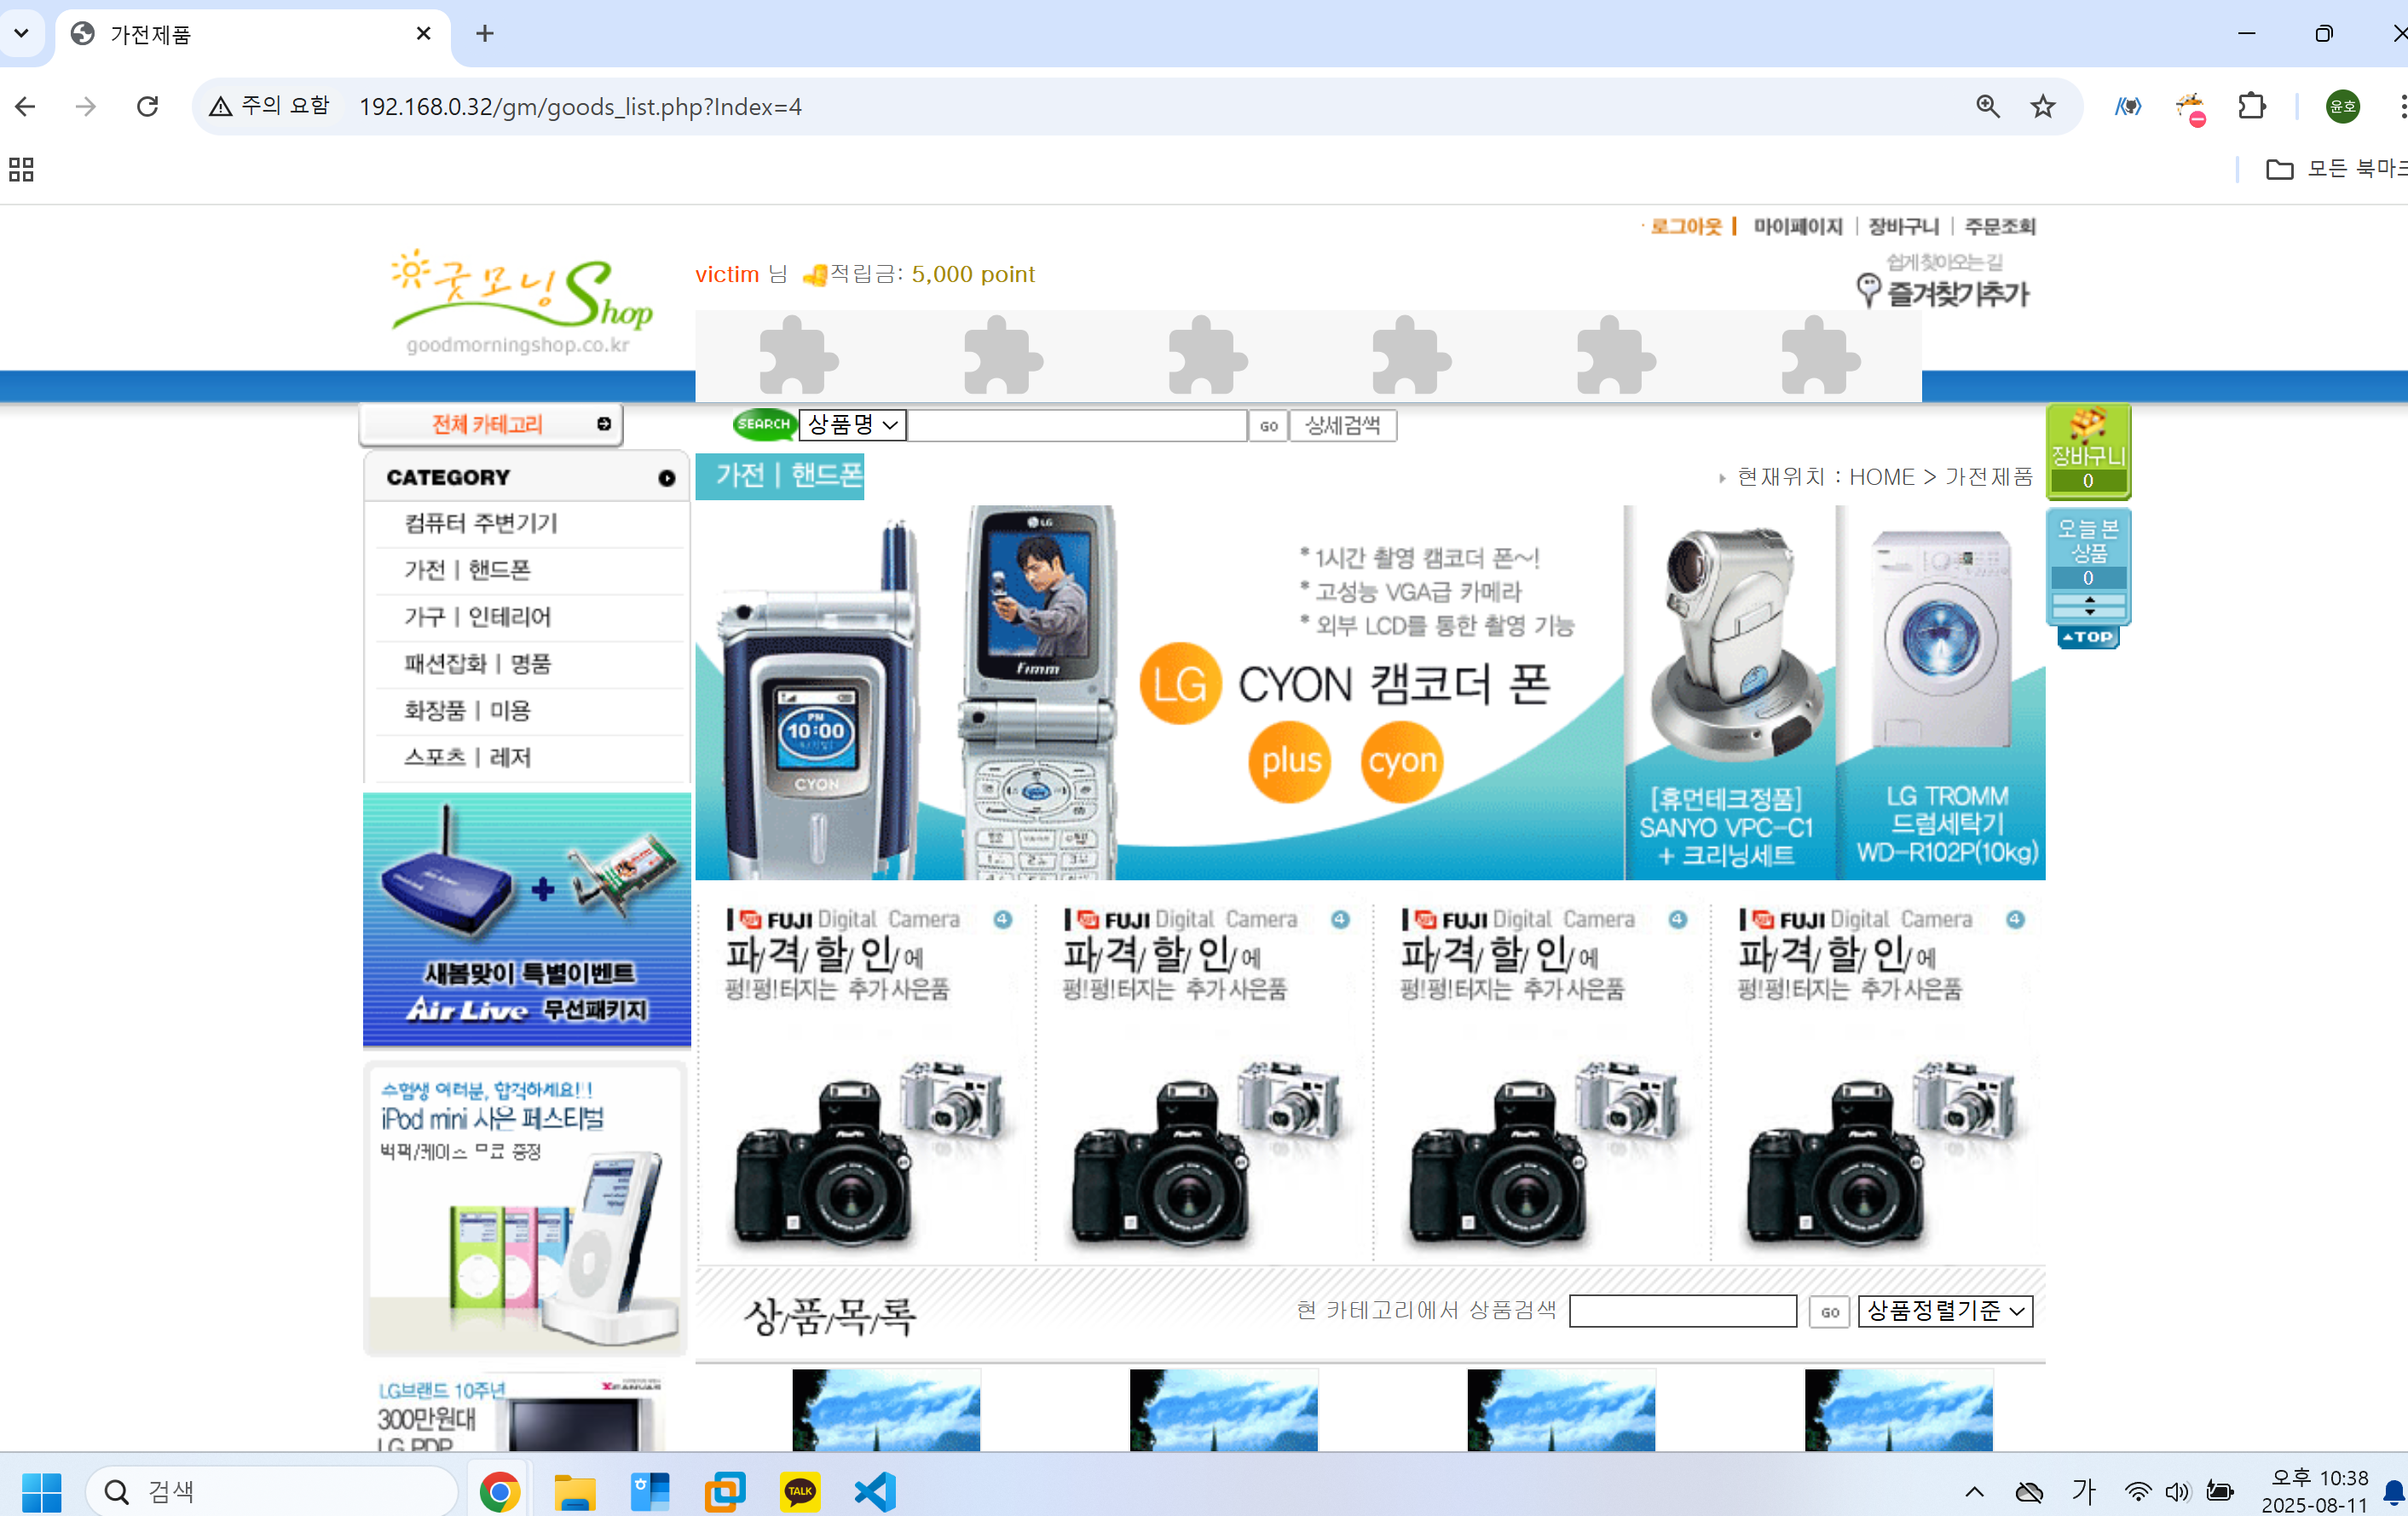 가전제품
주의 요함
192.168.0.32/gm/goods_list.php?Index=4
윤호
모든 북마크
· 로그아웃 | 마이페이지 | 장바구니 | 주문조회
굿모닝 Shop
goodmorningshop.co.kr
victim 님 적립금: 5,000 point
쉽게 찾아오는 길
즐겨찾기추가
전체 카테고리
SEARCH 상품명 GO 상세검색
CATEGORY
컴퓨터 주변기기
가전 | 핸드폰
가구 | 인테리어
패션잡화 | 명품
화장품 | 미용
스포츠 | 레저
가전 | 핸드폰
현재위치 : HOME > 가전제품
장바구니
0
오늘 본
상품
0
TOP
LG
fimm
PM
10:00
CYON
* 1시간 촬영 캠코더 폰~!
* 고성능 VGA급 카메라
* 외부 LCD를 통한 촬영 기능
LG CYON 캠코더 폰
plus cyon
[휴먼테크정품]
SANYO VPC-C1
+ 크리닝세트
LG TROMM
드럼세탁기
WD-R102P(10kg)
새봄맞이 특별이벤트
Air Live 무선패키지
수험생 여러분, 합격하세요!!!
iPod mini 사은 페스티벌
벅팩/케이스 무료 증정
LG브랜드 10주년
XCANVAS
300만원대
LG PDP
FUJI Digital Camera 4
파/격/할/인/에
펑!펑!터지는 추가 사은품
FUJI Digital Camera 4
파/격/할/인/에
펑!펑!터지는 추가 사은품
FUJI Digital Camera 4
파/격/할/인/에
펑!펑!터지는 추가 사은품
FUJI Digital Camera 4
파/격/할/인/에
펑!펑!터지는 추가 사은품
상/품/목/록
현 카테고리에서 상품검색 GO 상품정렬기준
검색
TALK
가
오후 10:38
2025-08-11